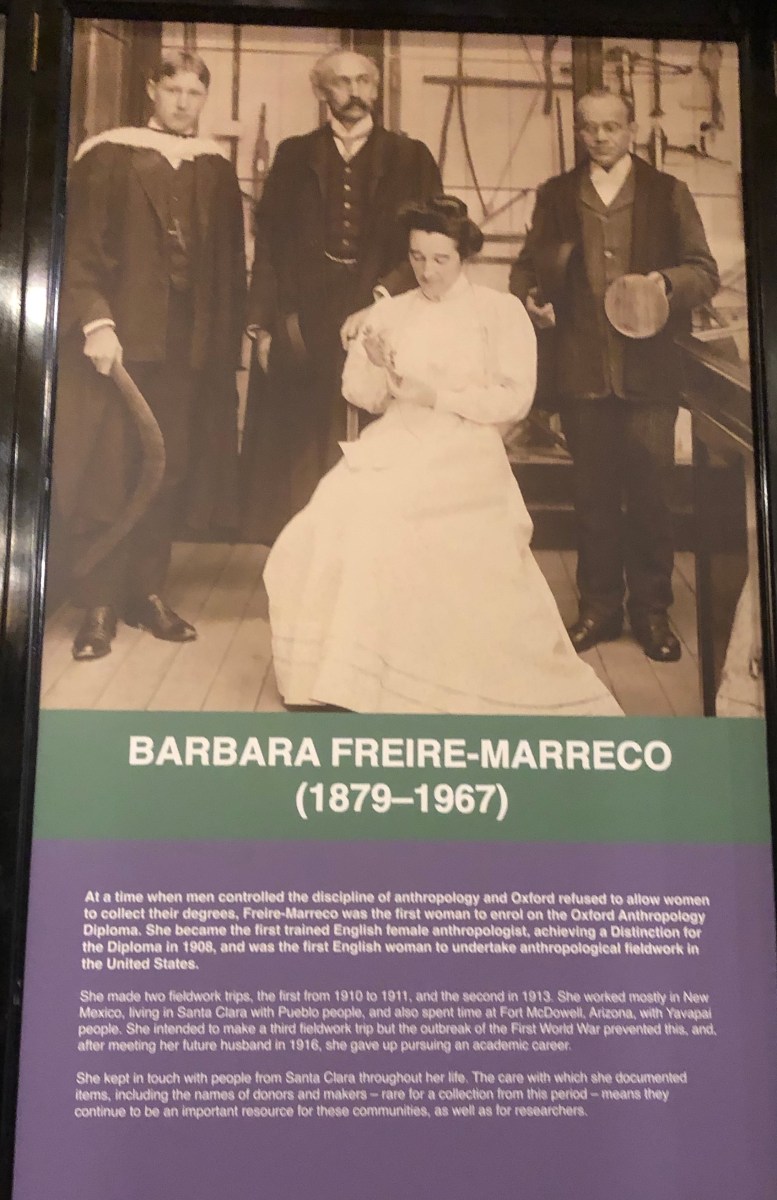 BARBARA FREIRE-MARRECO
(1879–1967)
At a time when men controlled the discipline of anthropology and Oxford refused to allow women
to collect their degrees, Freire-Marreco was the first woman to enrol on the Oxford Anthropology
Diploma. She became the first trained English female anthropologist, achieving a Distinction for
the Diploma in 1908, and was the first English woman to undertake anthropological fieldwork in
the United States.
She made two fieldwork trips, the first from 1910 to 1911, and the second in 1913. She worked mostly in New
Mexico, living in Santa Clara with Pueblo people, and also spent time at Fort McDowell, Arizona, with Yavapai
people. She intended to make a third fieldwork trip but the outbreak of the First World War prevented this, and,
after meeting her future husband in 1916, she gave up pursuing an academic career.
She kept in touch with people from Santa Clara throughout her life. The care with which she documented
items, including the names of donors and makers – rare for a collection from this period – means they
continue to be an important resource for these communities, as well as for researchers.